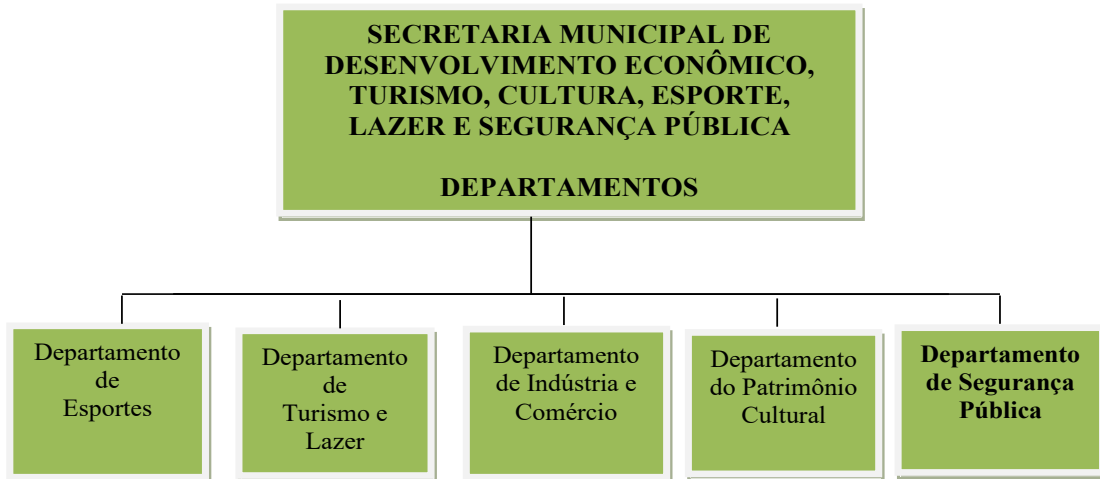 SECRETARIA MUNICIPAL DE
DESENVOLVIMENTO ECONÔMICO,
TURISMO, CULTURA, ESPORTE,
LAZER E SEGURANÇA PÚBLICA
DEPARTAMENTOS
Departamento
de
Esportes
Departamento
de
Turismo e
Lazer
Departamento
de Indústria e
Comércio
Departamento
do Patrimônio
Cultural
Departamento
de Segurança
Pública